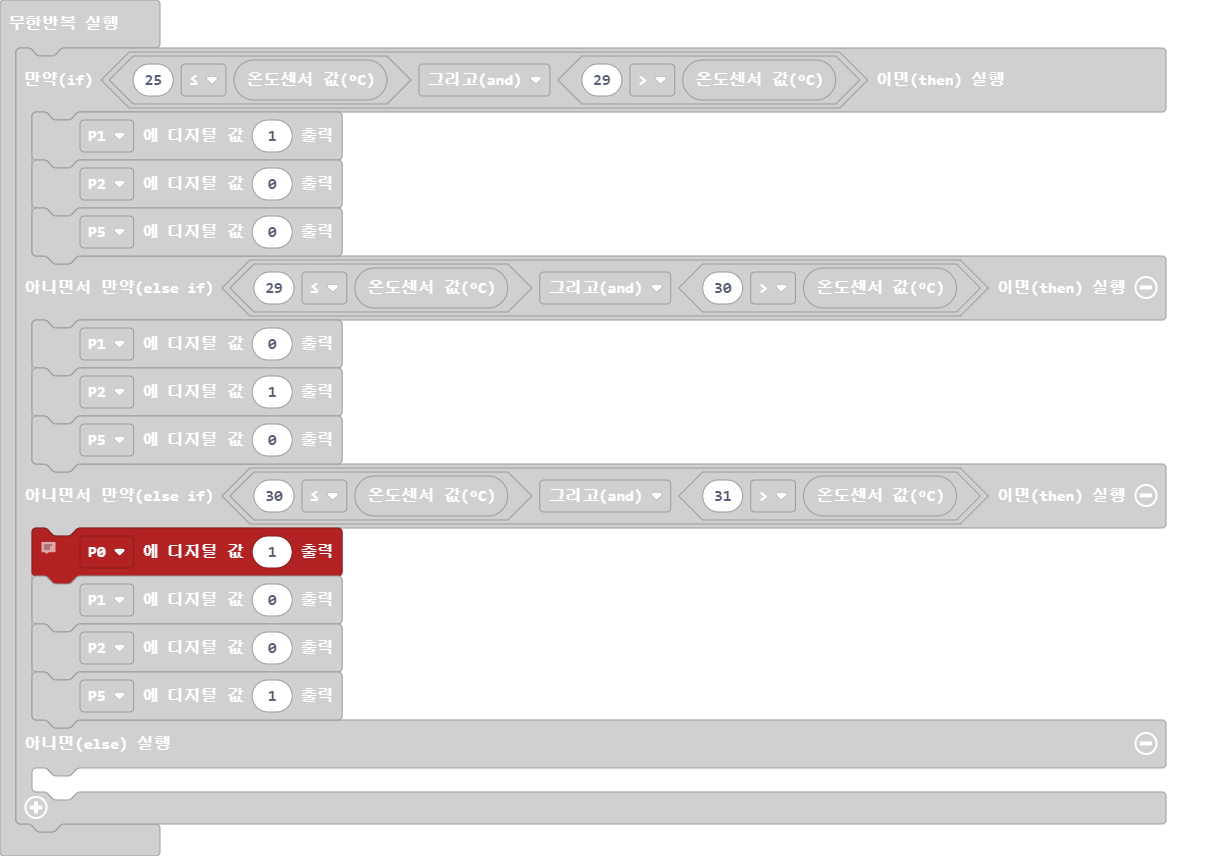 무한반복 실행
만약(if) 25 ≤ 온도센서 값(ºC) 그리고(and) 29 > 온도센서 값(ºC) 이면(then) 실행
P1 에 디지털 값 1 출력
P2 에 디지털 값 0 출력
P5 에 디지털 값 0 출력
아니면서 만약(else if) 29 ≤ 온도센서 값(ºC) 그리고(and) 30 > 온도센서 값(ºC) 이면(then) 실행
P1 에 디지털 값 0 출력
P2 에 디지털 값 1 출력
P5 에 디지털 값 0 출력
아니면서 만약(else if) 30 ≤ 온도센서 값(ºC) 그리고(and) 31 > 온도센서 값(ºC) 이면(then) 실행
P0 에 디지털 값 1 출력
P1 에 디지털 값 0 출력
P2 에 디지털 값 0 출력
P5 에 디지털 값 1 출력
아니면(else) 실행